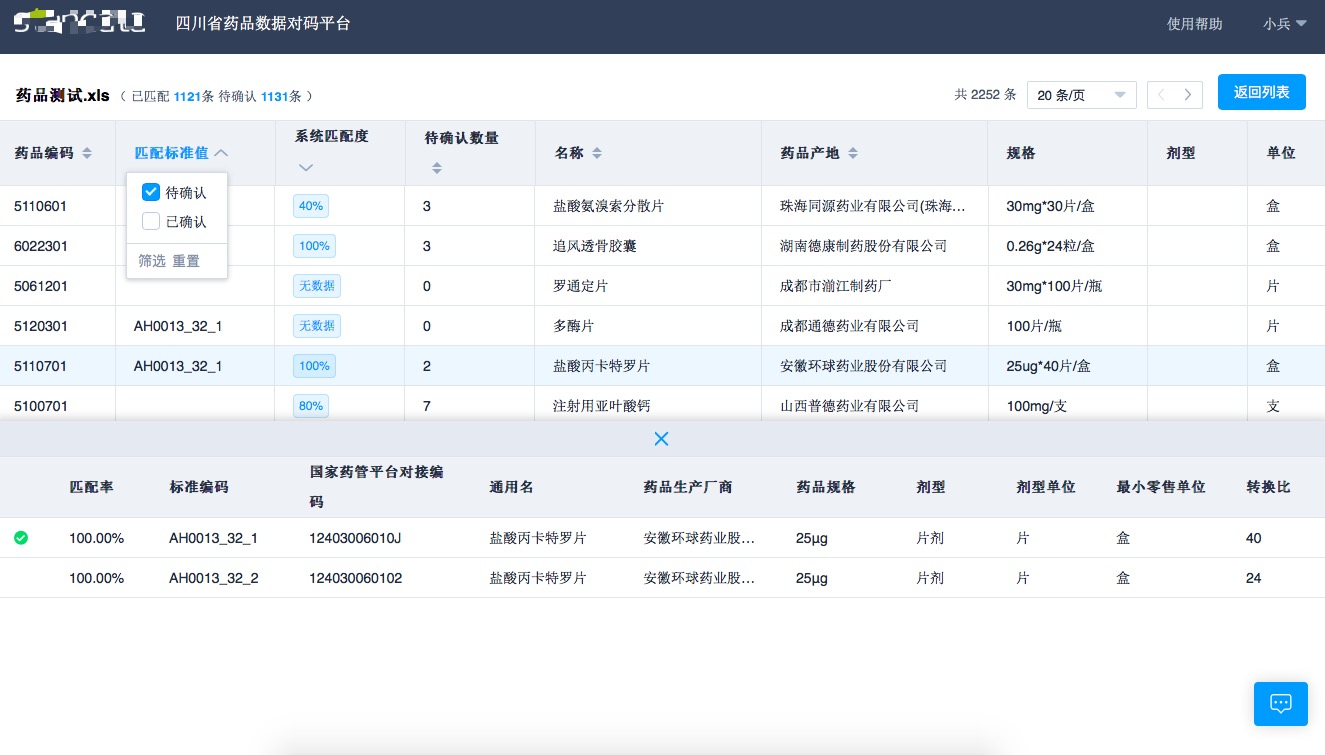 四川省药品数据对码平台 使用帮助 小兵
药品测试.xls （ 已匹配 1121条 待确认 1131条 ） 共 2252 条 20 条/页 返回列表
药品编码 匹配标准值 系统匹配度 待确认数量 名称 药品产地 规格 剂型 单位
待确认
已确认
筛选 重置
5110601 40% 3 盐酸氨溴索分散片 珠海同源药业有限公司(珠海... 30mg*30片/盒 盒
6022301 100% 3 追风透骨胶囊 湖南德康制药股份有限公司 0.26g*24粒/盒 盒
5061201 无数据 0 罗通定片 成都市湔江制药厂 30mg*100片/瓶 片
5120301 AH0013_32_1 无数据 0 多酶片 成都通德药业有限公司 100片/瓶 片
5110701 AH0013_32_1 100% 2 盐酸丙卡特罗片 安徽环球药业股份有限公司 25ug*40片/盒 盒
5100701 80% 7 注射用亚叶酸钙 山西普德药业有限公司 100mg/支 支
匹配率 标准编码 国家药管平台对接编码 通用名 药品生产厂商 药品规格 剂型 剂型单位 最小零售单位 转换比
100.00% AH0013_32_1 12403006010J 盐酸丙卡特罗片 安徽环球药业股... 25μg 片剂 片 盒 40
100.00% AH0013_32_2 124030060102 盐酸丙卡特罗片 安徽环球药业股... 25μg 片剂 片 盒 24